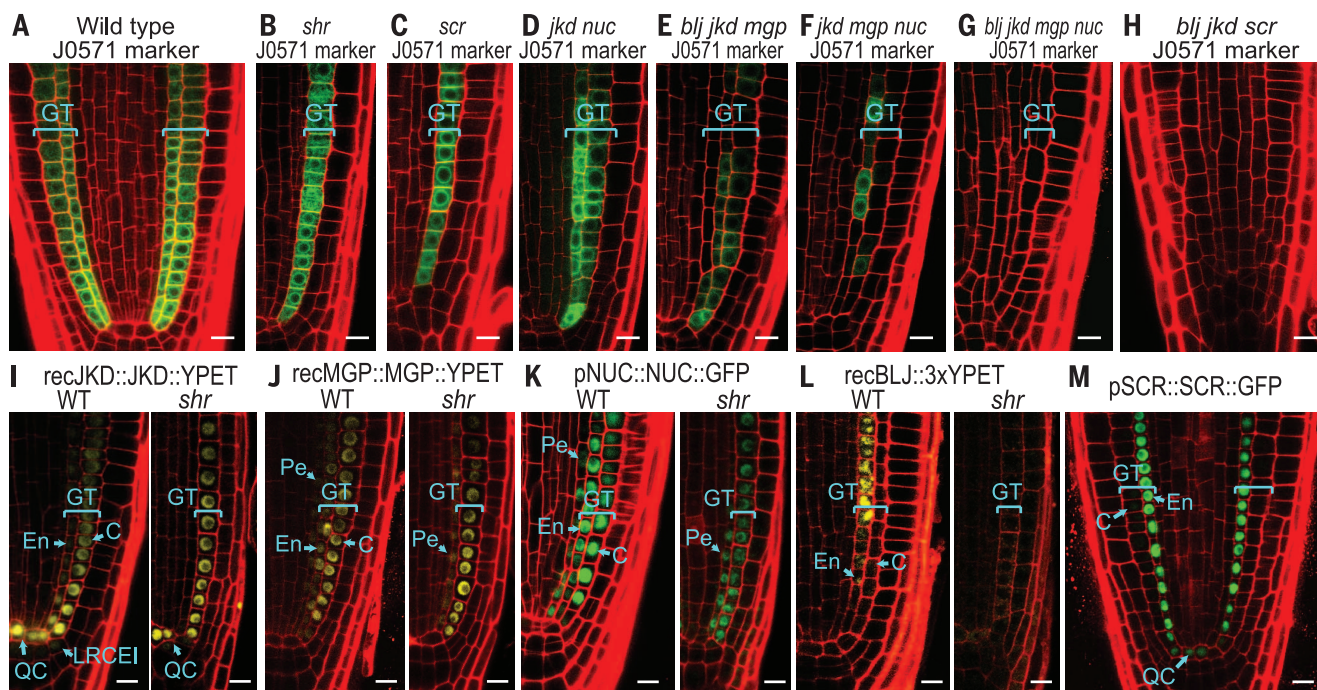 A Wild type J0571 marker
B shr J0571 marker
C scr J0571 marker
D jkd nuc J0571 marker
E blj jkd mgp J0571 marker
F jkd mgp nuc J0571 marker
G blj jkd mgp nuc J0571 marker
H blj jkd scr J0571 marker
GT
GT
GT
GT
GT
GT
GT
I recJKD::JKD::YPET
WT shr
GT
En
C
QC
LRCEI
GT
QC
J recMGP::MGP::YPET
WT shr
Pe
GT
En
C
GT
Pe
K pNUC::NUC::GFP
WT shr
Pe
GT
En
C
GT
Pe
L recBLJ::3xYPET
WT shr
GT
En
C
GT
M pSCR::SCR::GFP
GT
C
En
QC